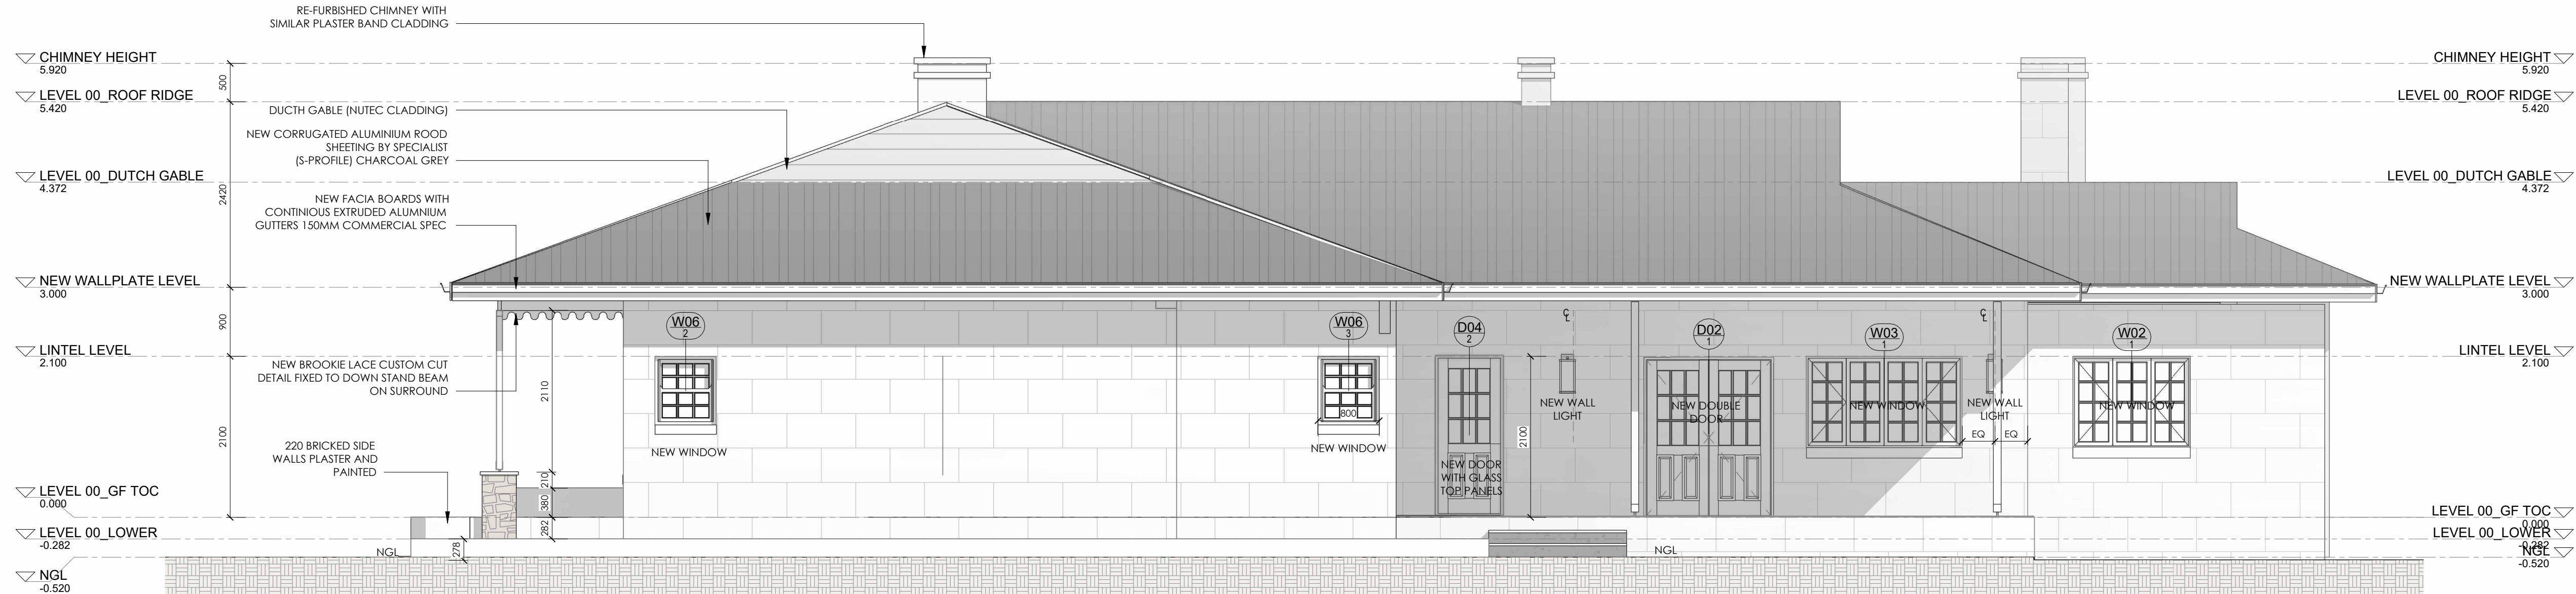 RE-FURBISHED CHIMNEY WITH
SIMILAR PLASTER BAND CLADDING
CHIMNEY HEIGHT
5.920
LEVEL 00_ROOF RIDGE
5.420
DUCTH GABLE (NUTEC CLADDING)
NEW CORRUGATED ALUMINIUM ROOD
SHEETING BY SPECIALIST
(S-PROFILE) CHARCOAL GREY
LEVEL 00_DUTCH GABLE
4.372
NEW FACIA BOARDS WITH
CONTINIOUS EXTRUDED ALUMNIUM
GUTTERS 150MM COMMERCIAL SPEC
NEW WALLPLATE LEVEL
3.000
LINTEL LEVEL
2.100
NEW BROOKIE LACE CUSTOM CUT
DETAIL FIXED TO DOWN STAND BEAM
ON SURROUND
220 BRICKED SIDE
WALLS PLASTER AND
PAINTED
LEVEL 00_GF TOC
0.000
LEVEL 00_LOWER
-0.282
NGL
-0.520
500
2420
900
2100
2110
210
380
282
278
NGL
W06
2
NEW WINDOW
W06
3
800
NEW WINDOW
D04
2
NEW DOOR
WITH GLASS
TOP PANELS
2100
℄
NEW WALL
LIGHT
D02
1
NEW DOUBLE
DOOR
NGL
W03
1
NEW WINDOW
℄
NEW WALL
LIGHT
EQ
EQ
W02
1
NEW WINDOW
CHIMNEY HEIGHT
5.920
LEVEL 00_ROOF RIDGE
5.420
LEVEL 00_DUTCH GABLE
4.372
NEW WALLPLATE LEVEL
3.000
LINTEL LEVEL
2.100
LEVEL 00_GF TOC
0.000
LEVEL 00_LOWER
-0.282
NGL
-0.520